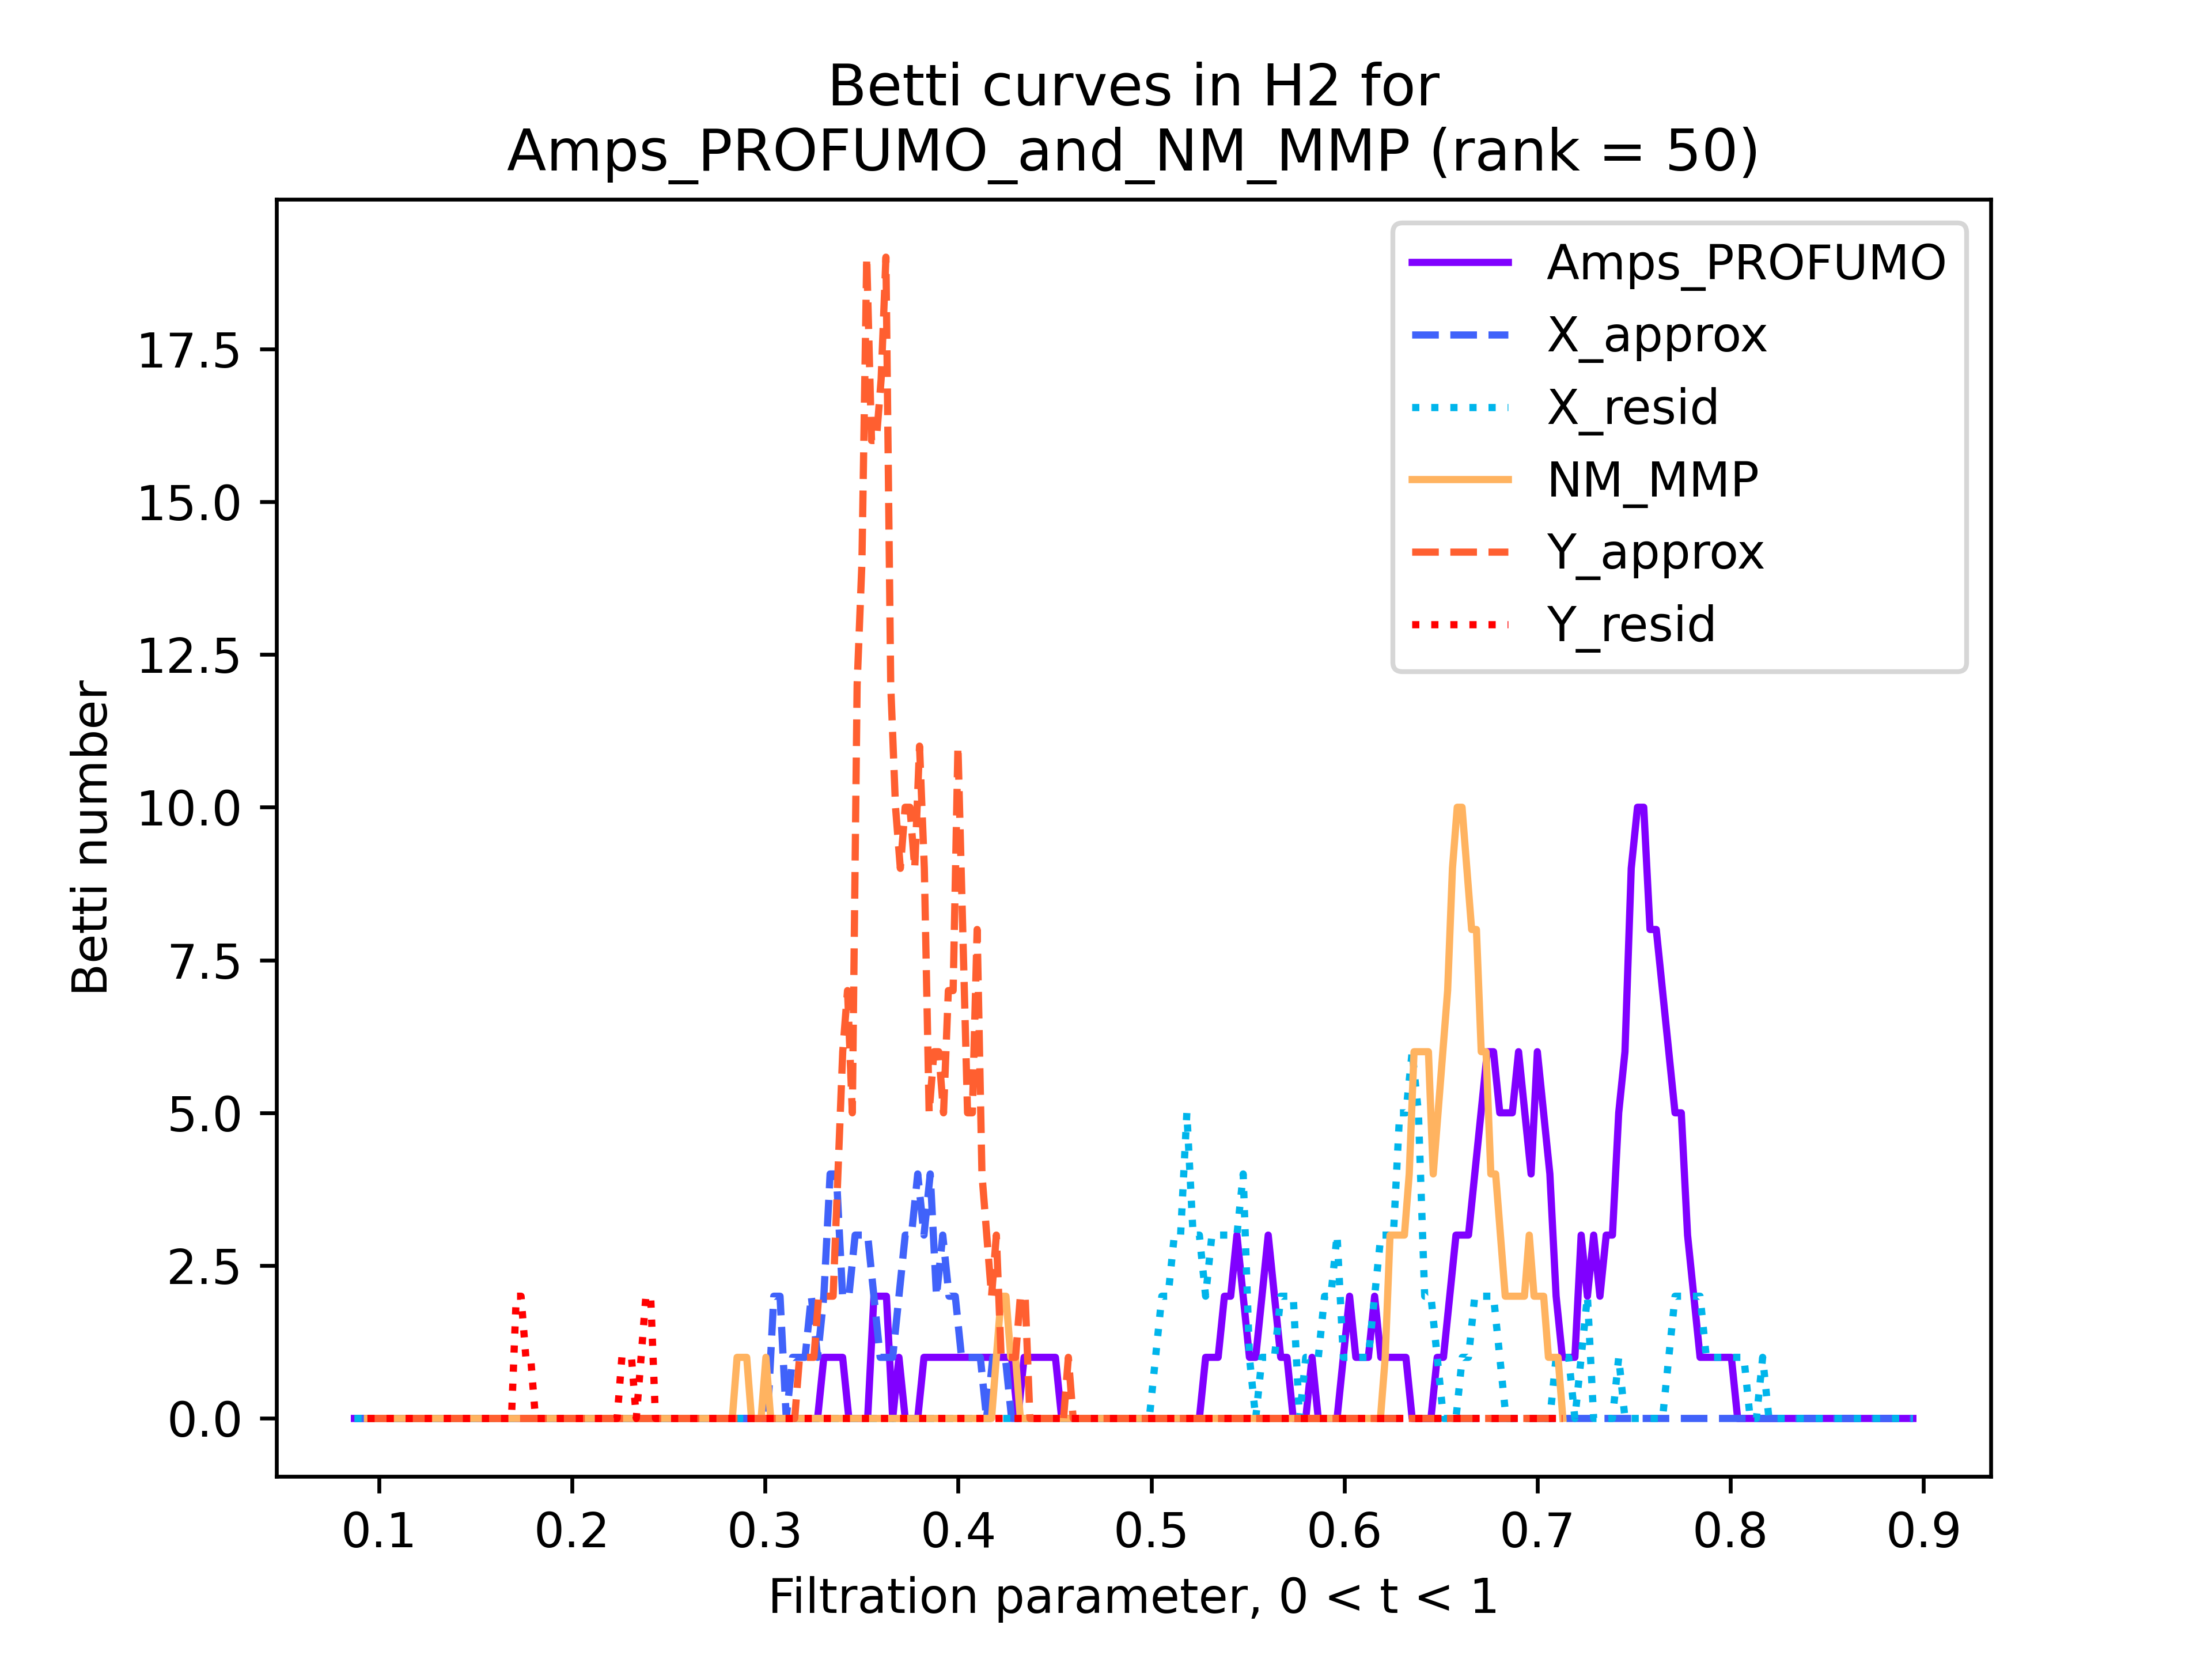 Betti curves in H2 for
Amps_PROFUMO_and_NM_MMP (rank = 50)
Amps_PROFUMO
X_approx
X_resid
NM_MMP
Y_approx
Y_resid
Betti number
17.5
15.0
12.5
10.0
7.5
5.0
2.5
0.0
0.1 0.2 0.3 0.4 0.5 0.6 0.7 0.8 0.9
Filtration parameter, 0 < t < 1